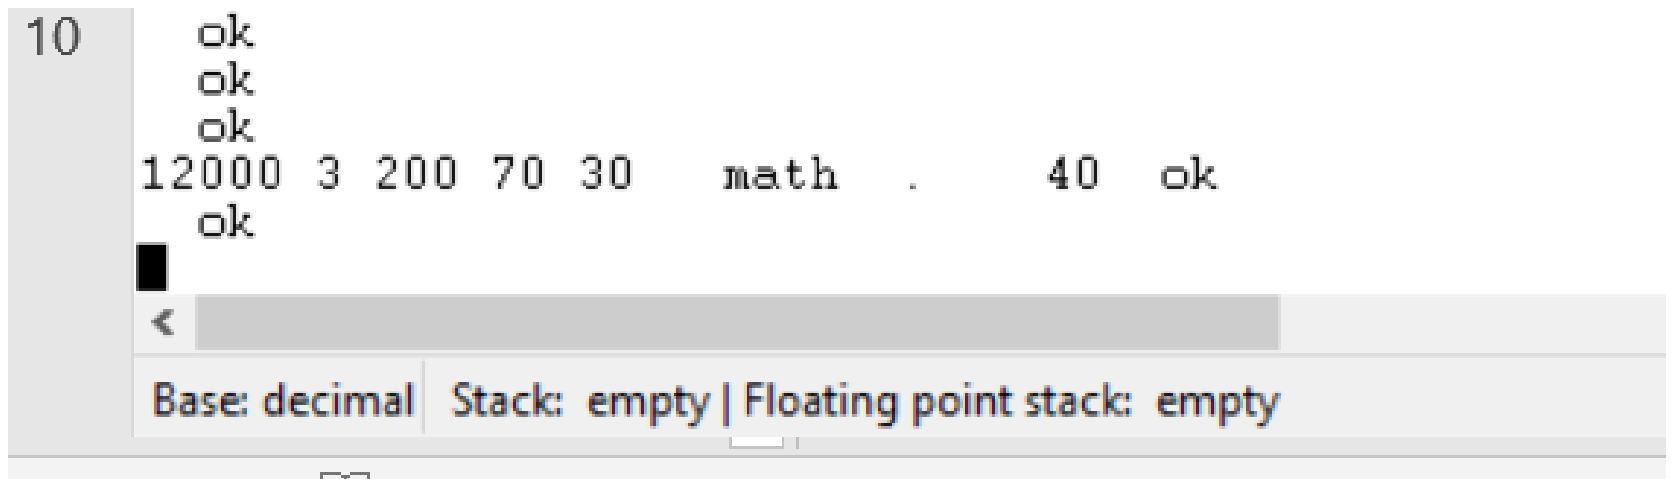 10
ok
ok
ok
12000 3 200 70 30 math . 40 ok
ok
Base: decimal Stack: empty | Floating point stack: empty